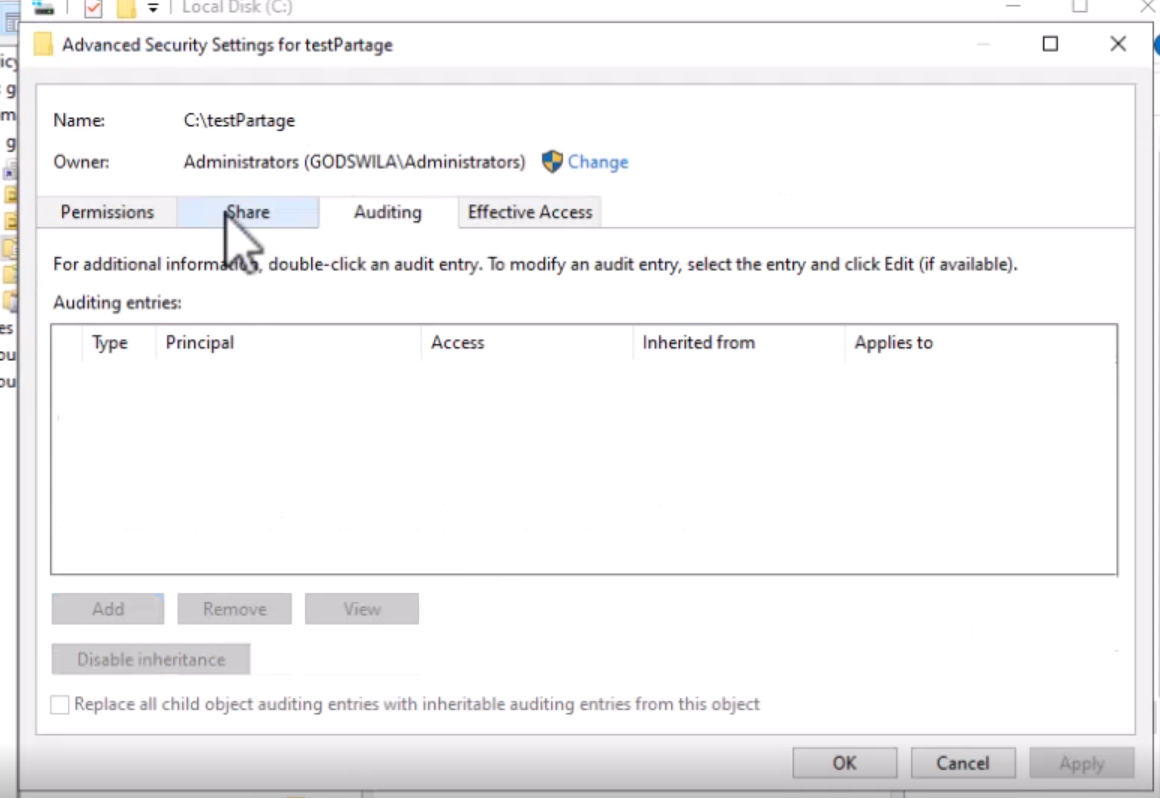 Local Disk (C:)
Advanced Security Settings for testPartage
Name: C:\testPartage
Owner: Administrators (GODSWILA\Administrators) Change
Permissions Share Auditing Effective Access
For additional information, double-click an audit entry. To modify an audit entry, select the entry and click Edit (if available).
Auditing entries:
Type Principal Access Inherited from Applies to
Add Remove View
Disable inheritance
Replace all child object auditing entries with inheritable auditing entries from this object
OK Cancel Apply